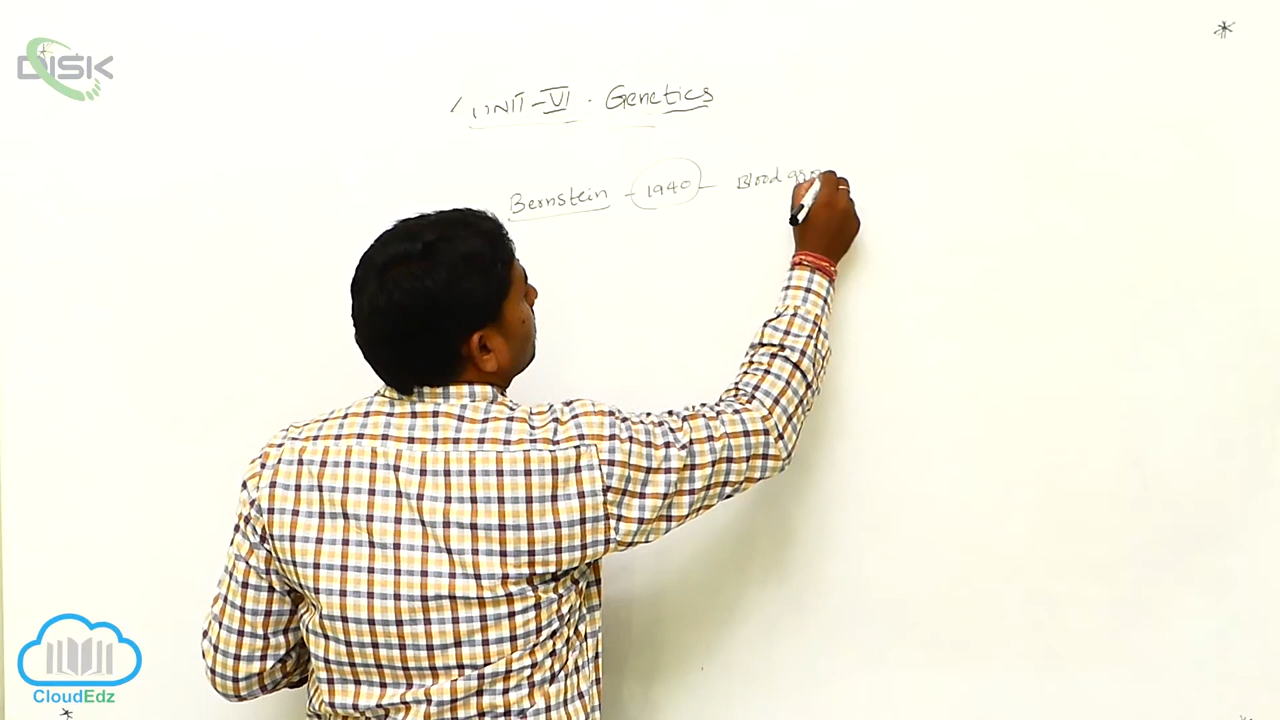 DISK
UNIT-VI. Genetics
Bernstein - 1940 - Blood gro
CloudEdz